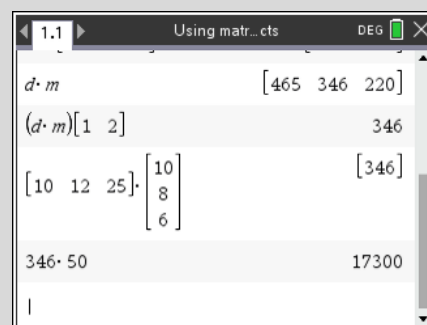 1.1 Using matr...cts DEG
d·m [465 346 220]
(d·m)[1 2] 346
[10 12 25]·[10 8 6] [346]
346·50 17300